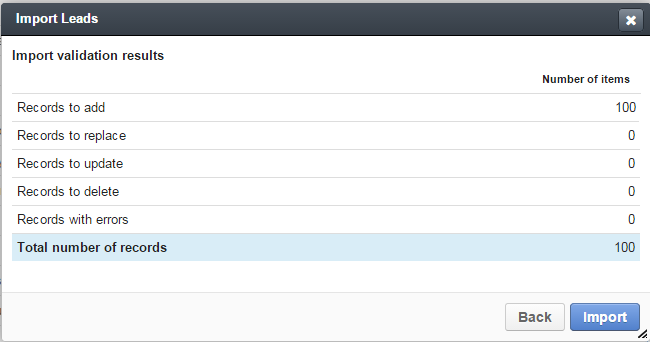 Import Leads
Import validation results
Number of items
Records to add 100
Records to replace 0
Records to update 0
Records to delete 0
Records with errors 0
Total number of records 100
Back Import